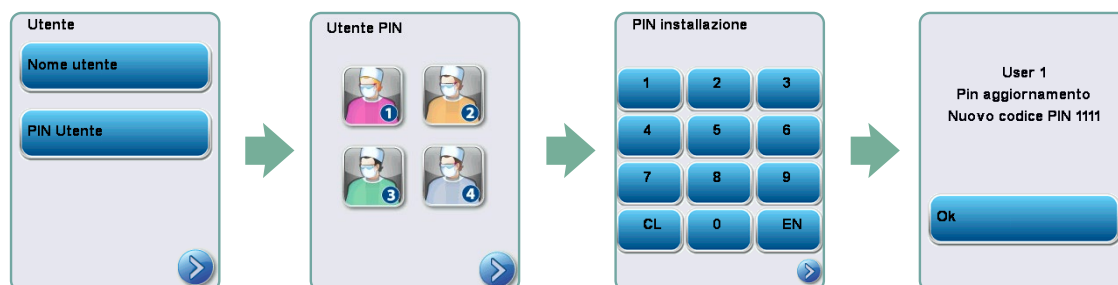 Utente
Nome utente
PIN Utente
Utente PIN
1
2
3
4
PIN installazione
1 2 3
4 5 6
7 8 9
CL 0 EN
User 1
Pin aggiornamento
Nuovo codice PIN 1111
Ok